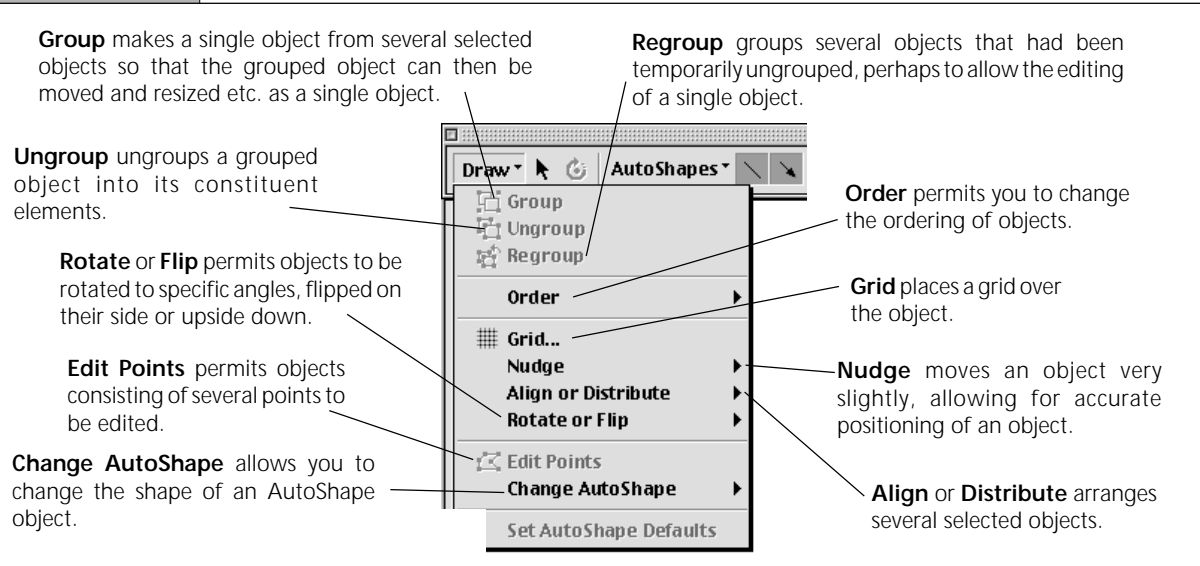 Group makes a single object from several selected
objects so that the grouped object can then be
moved and resized etc. as a single object.
Regroup groups several objects that had been
temporarily ungrouped, perhaps to allow the editing
of a single object.
Ungroup ungroups a grouped
object into its constituent
elements.
Rotate or Flip permits objects to be
rotated to specific angles, flipped on
their side or upside down.
Edit Points permits objects
consisting of several points to
be edited.
Change AutoShape allows you to
change the shape of an AutoShape
object.
Draw
AutoShapes
Group
Ungroup
Regroup
Order
Grid...
Nudge
Align or Distribute
Rotate or Flip
Edit Points
Change AutoShape
Set AutoShape Defaults
Order permits you to change
the ordering of objects.
Grid places a grid over
the object.
Nudge moves an object very
slightly, allowing for accurate
positioning of an object.
Align or Distribute arranges
several selected objects.